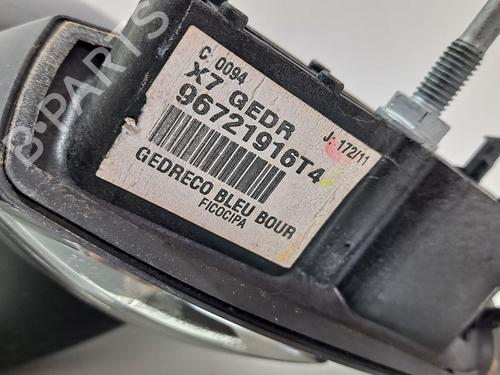 C 0094
X7 GEDR
J: 172/11
96721916T4
GEDRECO BLEU BOUR
FICOCIPA
B-PARTS